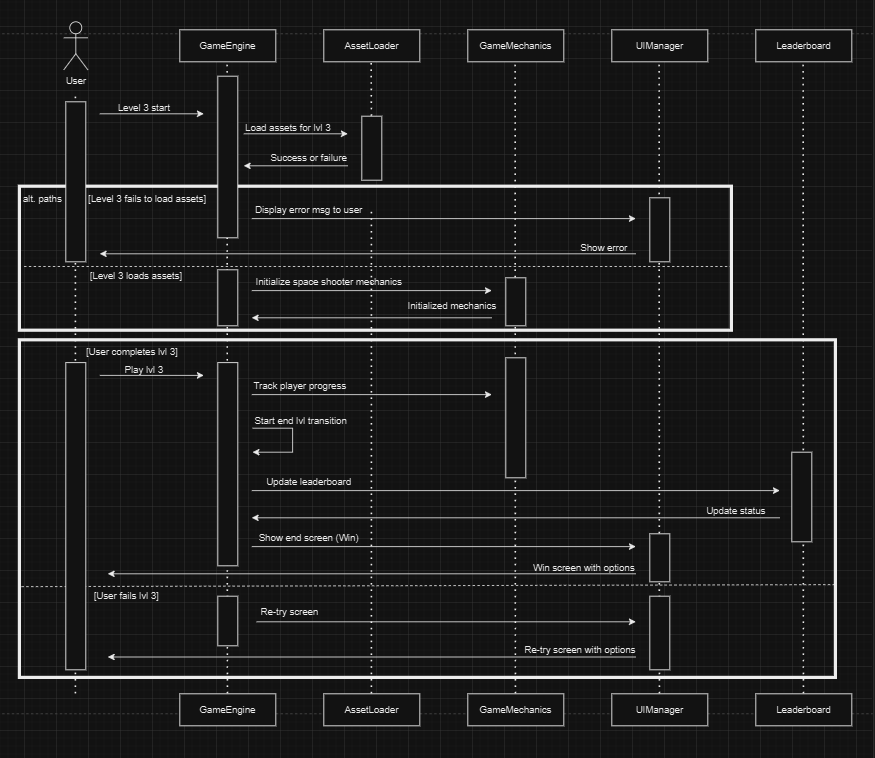 GameEngine
AssetLoader
GameMechanics
UIManager
Leaderboard
User
Level 3 start
Load assets for lvl 3
Success or failure
alt. paths
[Level 3 fails to load assets]
Display error msg to user
Show error
[Level 3 loads assets]
Initialize space shooter mechanics
Initialized mechanics
[User completes lvl 3]
Play lvl 3
Track player progress
Start end lvl transition
Update leaderboard
Update status
Show end screen (Win)
Win screen with options
[User fails lvl 3]
Re-try screen
Re-try screen with options
GameEngine
AssetLoader
GameMechanics
UIManager
Leaderboard